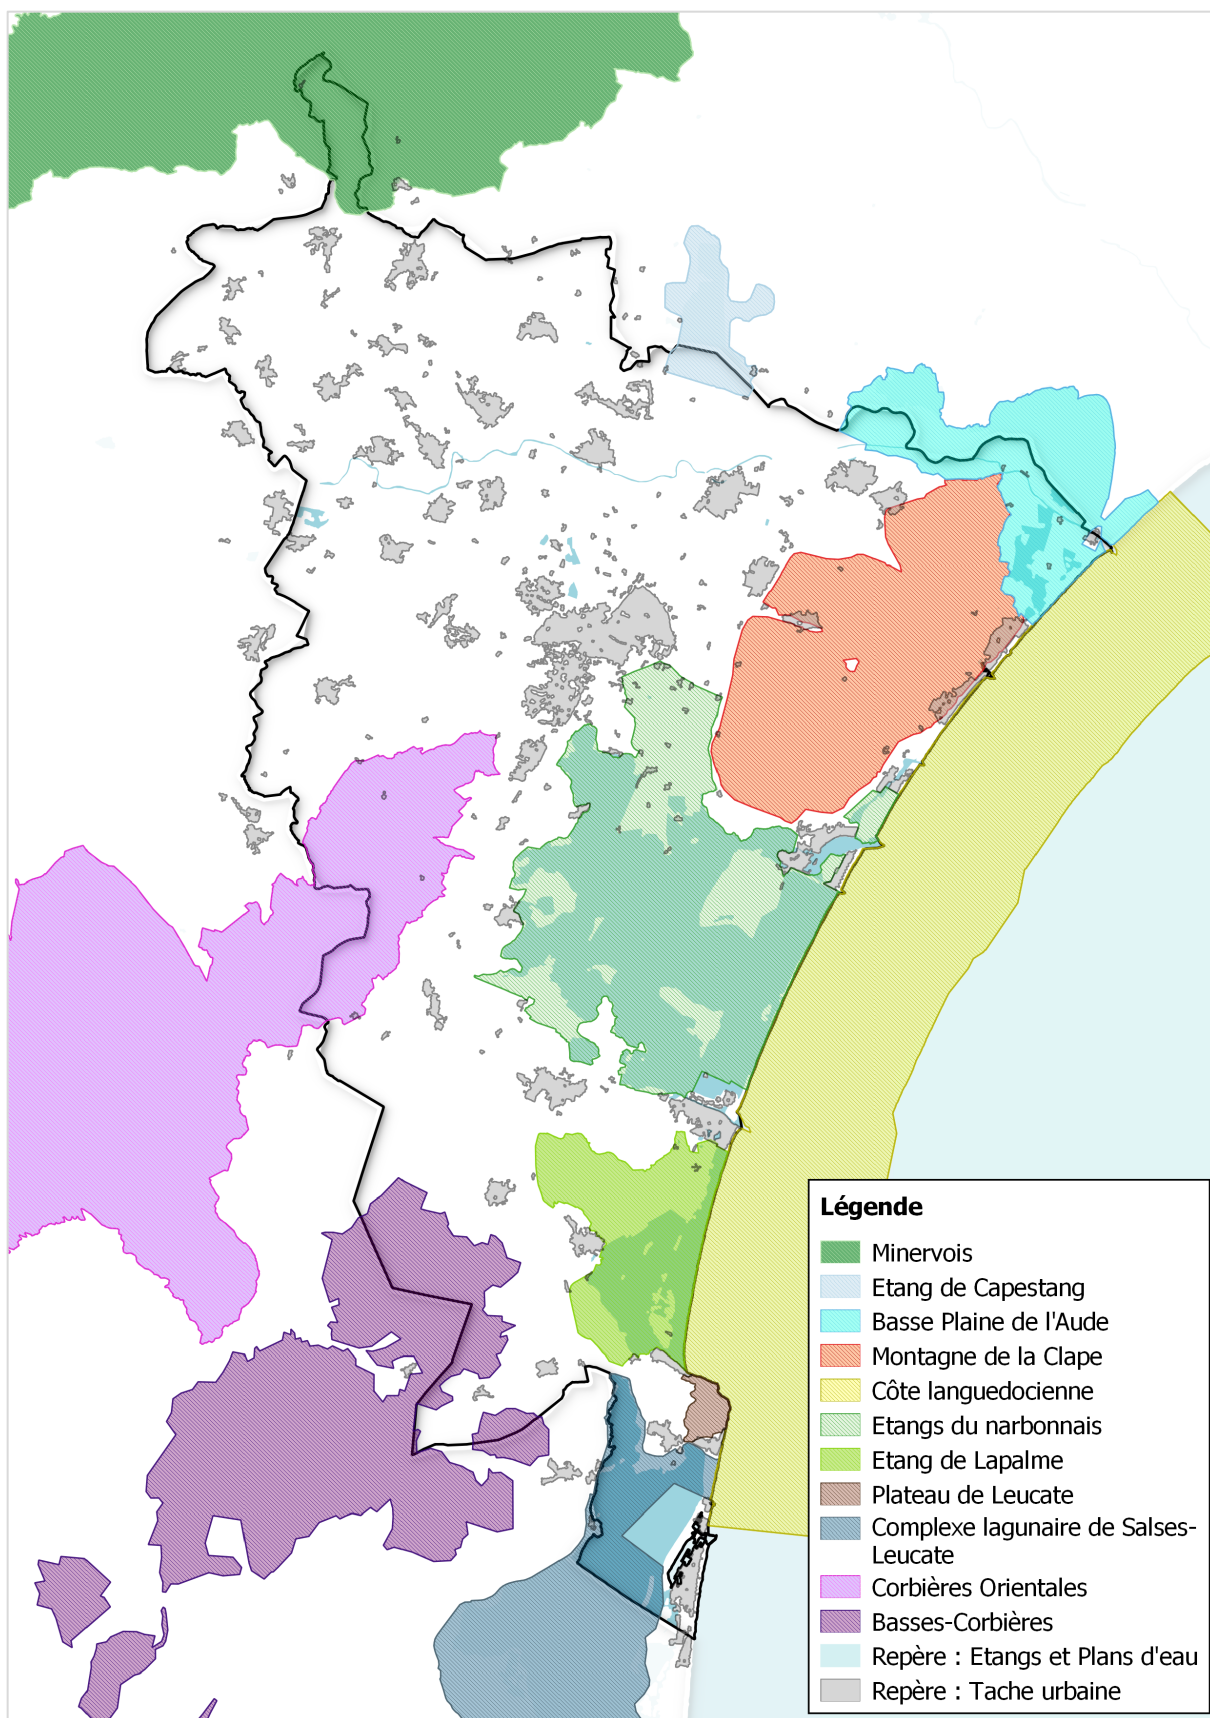 Légende
Minervois
Etang de Capestang
Basse Plaine de l'Aude
Montagne de la Clape
Côte languedocienne
Etangs du narbonnais
Etang de Lapalme
Plateau de Leucate
Complexe lagunaire de Salses-
Leucate
Corbières Orientales
Basses-Corbières
Repère : Etangs et Plans d'eau
Repère : Tache urbaine